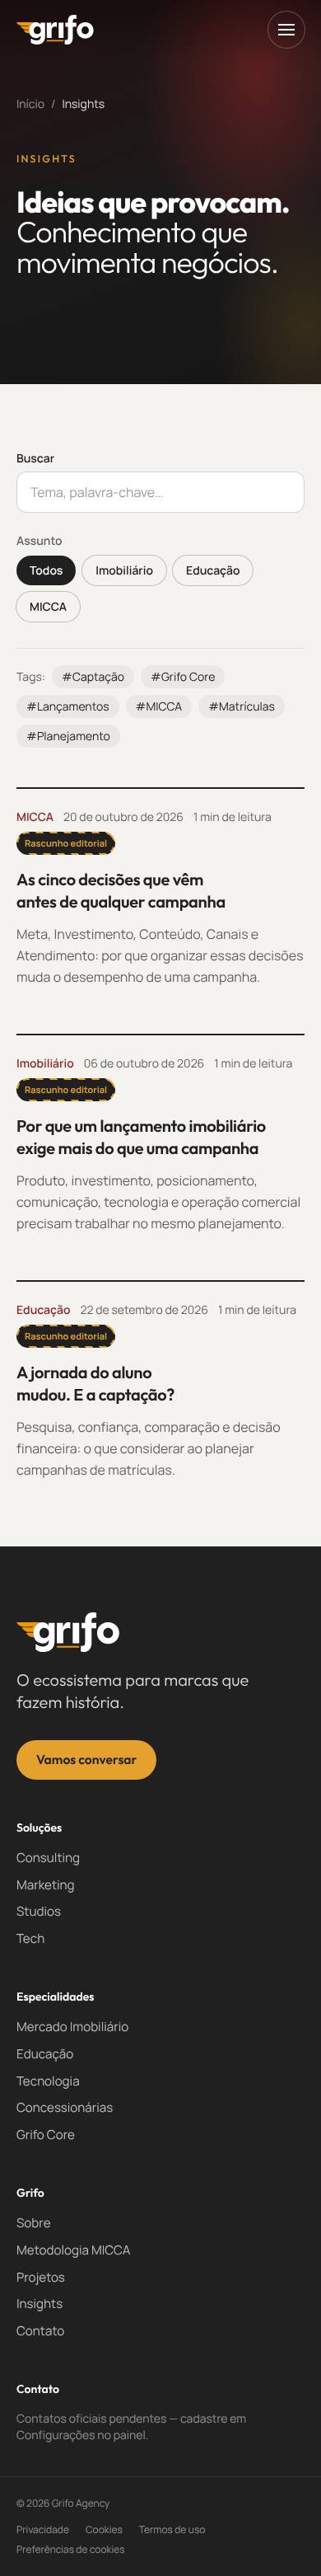 grifo
Início / Insights
INSIGHTS
Ideias que provocam.
Conhecimento que
movimenta negócios.
Buscar
Tema, palavra-chave...
Assunto
Todos
Imobiliário
Educação
MICCA
Tags: #Captação #Grifo Core
#Lançamentos #MICCA #Matrículas
#Planejamento
MICCA 20 de outubro de 2026 1 min de leitura
Rascunho editorial
As cinco decisões que vêm
antes de qualquer campanha
Meta, Investimento, Conteúdo, Canais e
Atendimento: por que organizar essas decisões
muda o desempenho de uma campanha.
Imobiliário 06 de outubro de 2026 1 min de leitura
Rascunho editorial
Por que um lançamento imobiliário
exige mais do que uma campanha
Produto, investimento, posicionamento,
comunicação, tecnologia e operação comercial
precisam trabalhar no mesmo planejamento.
Educação 22 de setembro de 2026 1 min de leitura
Rascunho editorial
A jornada do aluno
mudou. E a captação?
Pesquisa, confiança, comparação e decisão
financeira: o que considerar ao planejar
campanhas de matrículas.
grifo
O ecossistema para marcas que
fazem história.
Vamos conversar
Soluções
Consulting
Marketing
Studios
Tech
Especialidades
Mercado Imobiliário
Educação
Tecnologia
Concessionárias
Grifo Core
Grifo
Sobre
Metodologia MICCA
Projetos
Insights
Contato
Contato
Contatos oficiais pendentes — cadastre em
Configurações no painel.
© 2026 Grifo Agency
Privacidade Cookies Termos de uso
Preferências de cookies